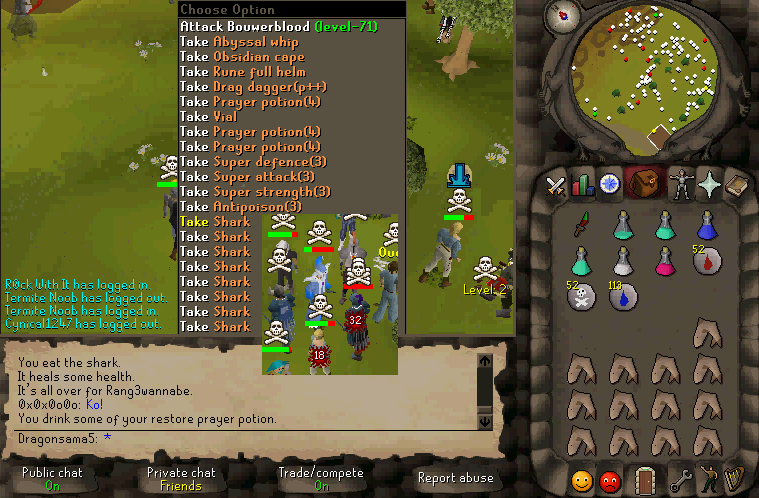 Choose Option
Attack Bouwerblood (level-71)
Take Abyssal whip
Take Obsidian cape
Take Rune full helm
Take Drag dagger(p++)
Take Prayer potion(4)
Take Vial
Take Prayer potion(4)
Take Prayer potion(4)
Take Super defence(3)
Take Super attack(3)
Take Super strength(3)
Take Antipoison(3)
Take Shark
Take Shark
Take Shark
Take Shark
Take Shark
Take Shark
Take Shark
Take Shark
Ou
32
18
Level: 2
R0ck With It has logged in.
Termite Noob has logged out.
Termite Noob has logged in.
Cynical1247 has logged out.
You eat the shark.
It heals some health.
It's all over for Rang3wannabe.
0x0x0o0o: Ko!
You drink some of your restore prayer potion.
Dragonsama5: *
Public chat
On
Private chat
Friends
Trade/compete
On
Report abuse
52
52
113